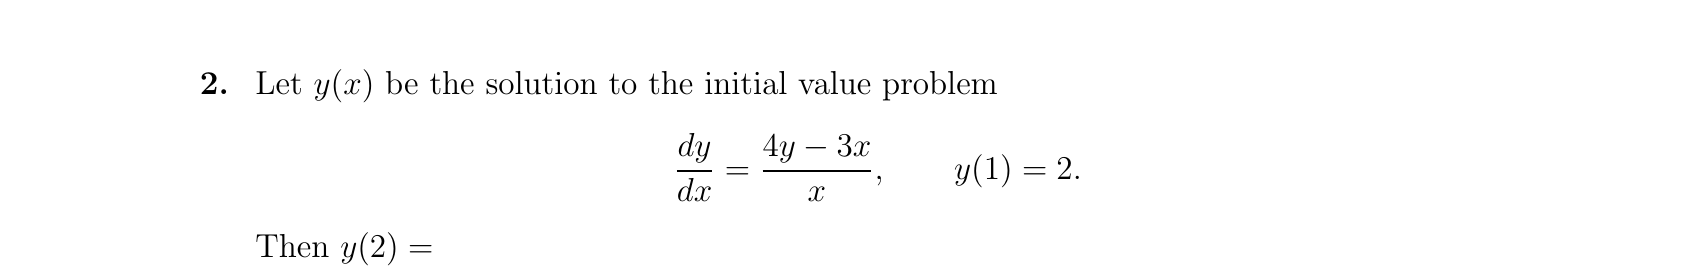 2. Let y(x) be the solution to the initial value problem
dy/dx = (4y − 3x)/x, y(1) = 2.
Then y(2) =